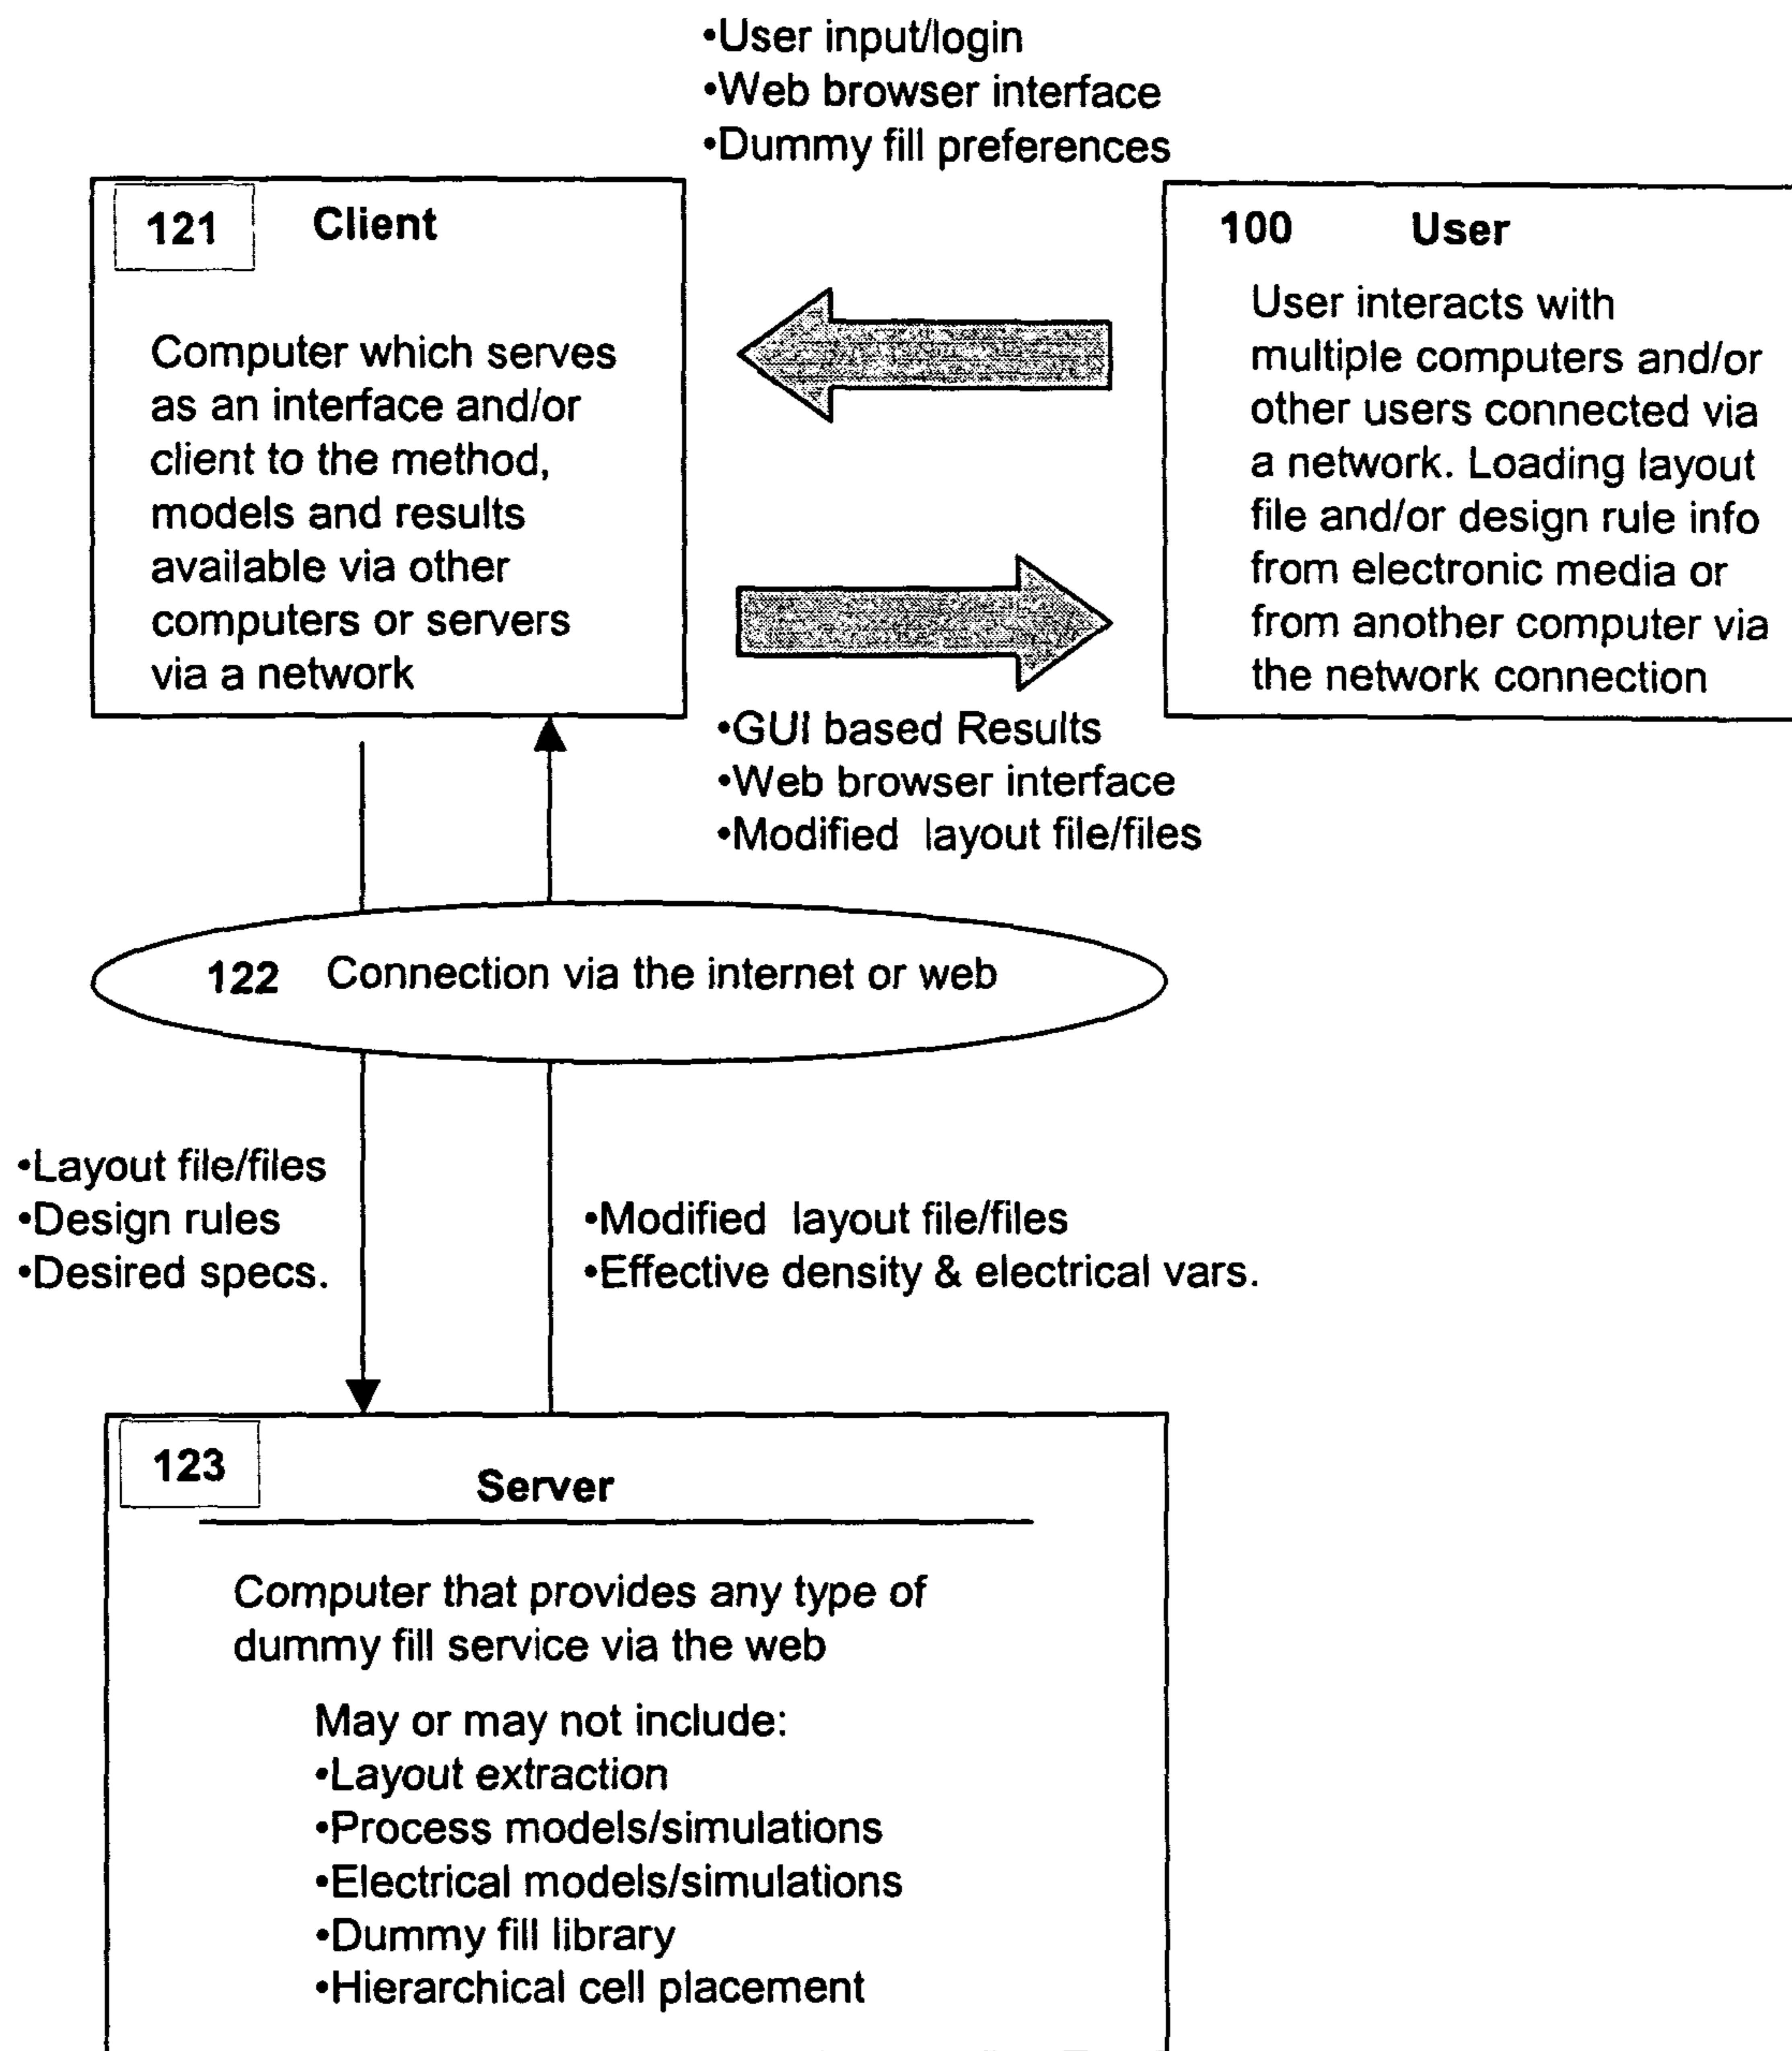 •User input/login
•Web browser interface
•Dummy fill preferences
121 Client
Computer which serves
as an interface and/or
client to the method,
models and results
available via other
computers or servers
via a network
100 User
User interacts with
multiple computers and/or
other users connected via
a network. Loading layout
file and/or design rule info
from electronic media or
from another computer via
the network connection
•GUI based Results
•Web browser interface
•Modified layout file/files
122 Connection via the internet or web
•Layout file/files
•Design rules
•Desired specs.
•Modified layout file/files
•Effective density & electrical vars.
123
Server
Computer that provides any type of
dummy fill service via the web
May or may not include:
•Layout extraction
•Process models/simulations
•Electrical models/simulations
•Dummy fill library
•Hierarchical cell placement